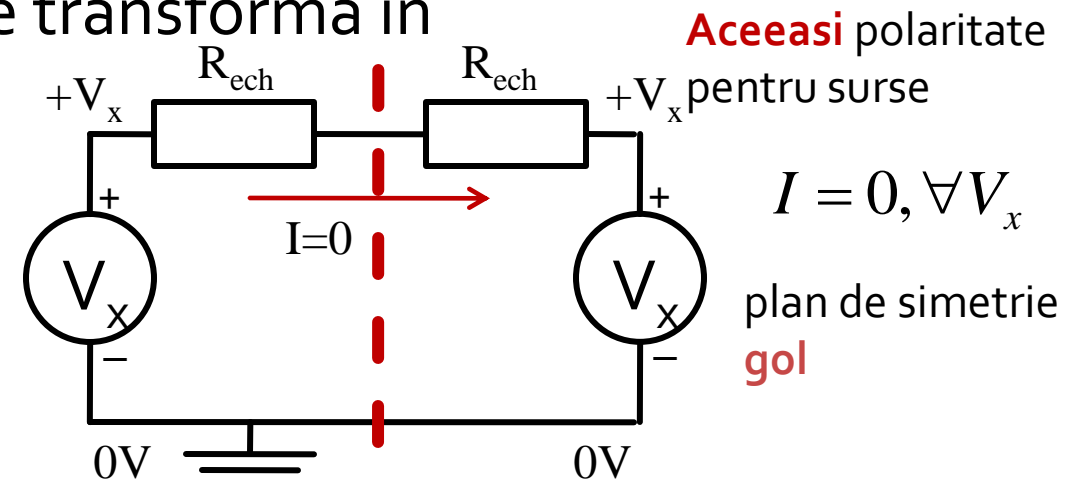 e transforma in
Aceeasi polaritate
pentru surse
R_ech
R_ech
+V_x
+V_x
+
+
I = 0, ∀V_x
I=0
V_x
V_x
plan de simetrie
gol
–
–
0V
0V